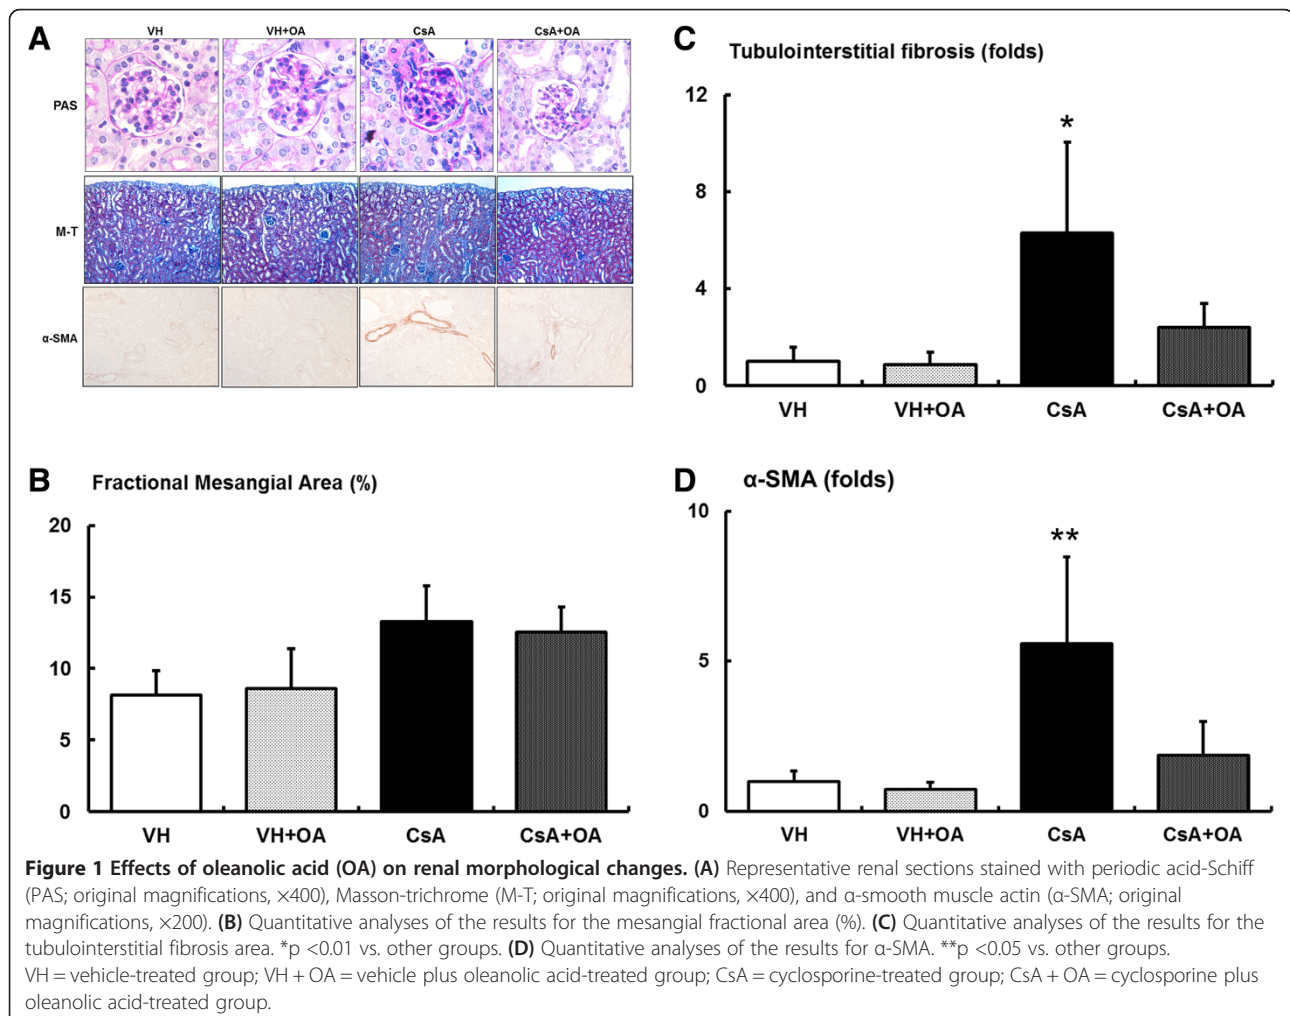 A
VH
VH+OA
CsA
CsA+OA
PAS
M-T
α-SMA
B
Fractional Mesangial Area (%)
20
15
10
5
0
VH
VH+OA
CsA
CsA+OA
C
Tubulointerstitial fibrosis (folds)
12
8
4
0
*
VH
VH+OA
CsA
CsA+OA
D
α-SMA (folds)
10
5
0
**
VH
VH+OA
CsA
CsA+OA
Figure 1 Effects of oleanolic acid (OA) on renal morphological changes. (A) Representative renal sections stained with periodic acid-Schiff
(PAS; original magnifications, ×400), Masson-trichrome (M-T; original magnifications, ×400), and α-smooth muscle actin (α-SMA; original
magnifications, ×200). (B) Quantitative analyses of the results for the mesangial fractional area (%). (C) Quantitative analyses of the results for the
tubulointerstitial fibrosis area. *p <0.01 vs. other groups. (D) Quantitative analyses of the results for α-SMA. **p <0.05 vs. other groups.
VH = vehicle-treated group; VH + OA = vehicle plus oleanolic acid-treated group; CsA = cyclosporine-treated group; CsA + OA = cyclosporine plus
oleanolic acid-treated group.